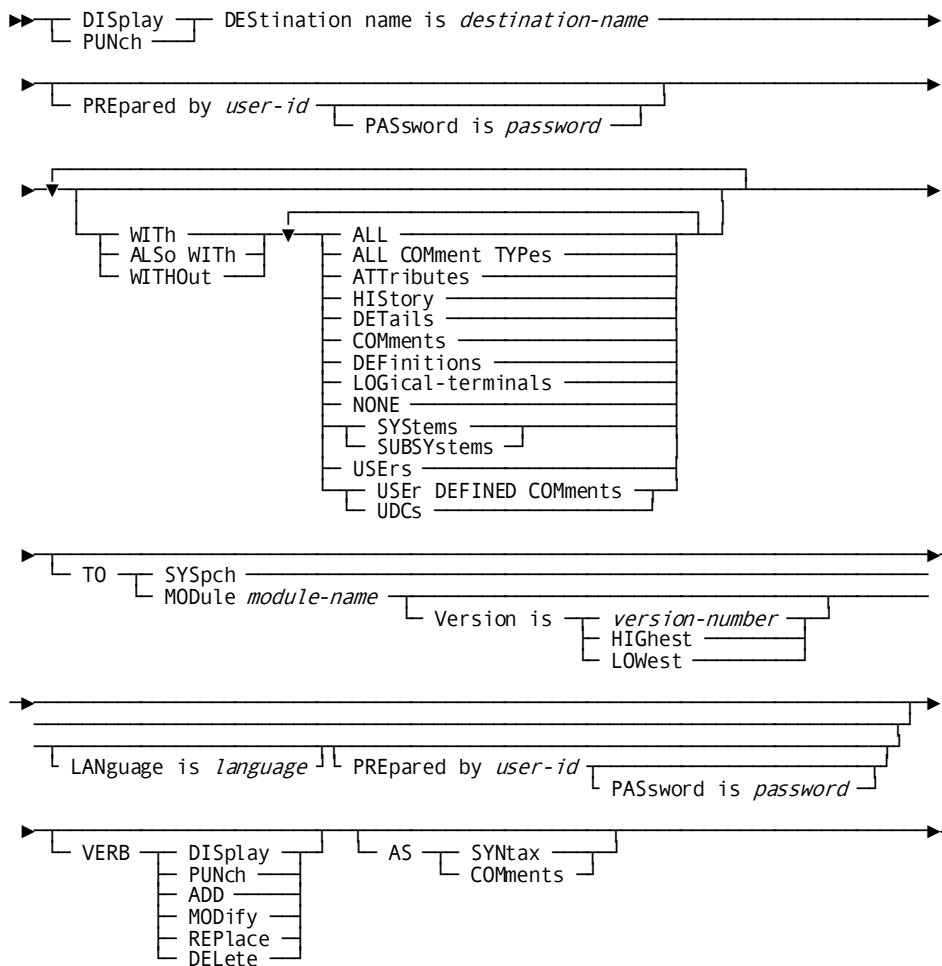 DISplay DEStination name is destination-name
PUNch
PREpared by user-id
PASsword is password
WITh ALL
ALSo WITh ALL COMment TYPes
WITHOut ATTributes
HIStory
DETails
COMments
DEFinitions
LOGical-terminals
NONE
SYStems
SUBSYstems
USErs
USEr DEFINED COMments
UDCs
TO SYSpch
MODule module-name
Version is version-number
HIGhest
LOWest
LANguage is language PREpared by user-id
PASsword is password
VERB DISplay AS SYNtax
PUNch COMments
ADD
MODify
REPlace
DELete